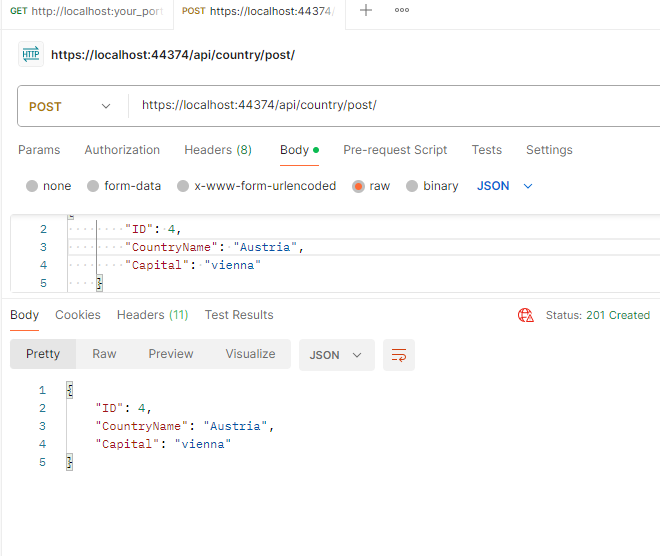 GET http://localhost:your_por POST https://localhost:44374/
HTTP https://localhost:44374/api/country/post/
POST https://localhost:44374/api/country/post/
Params Authorization Headers (8) Body Pre-request Script Tests Settings
none form-data x-www-form-urlencoded raw binary JSON
{
2 "ID": 4,
3 "CountryName": "Austria",
4 "Capital": "vienna"
5 }
Body Cookies Headers (11) Test Results Status: 201 Created
Pretty Raw Preview Visualize JSON
1 {
2 "ID": 4,
3 "CountryName": "Austria",
4 "Capital": "vienna"
5 }